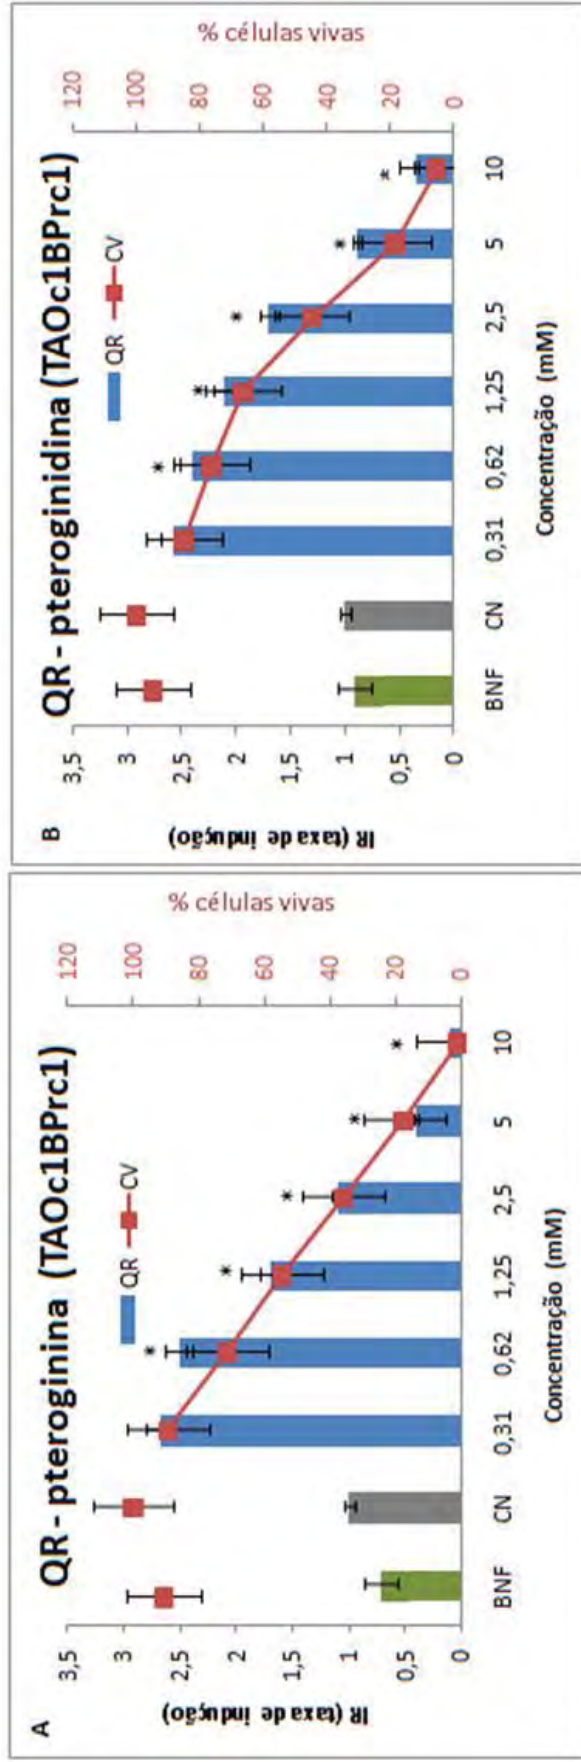 A
QR - pteroginina (TAOc1BPrc1)
QR
CV
IR (taxa de indução)
3,5
3
2,5
2
1,5
1
0,5
0
% células vivas
120
100
80
60
40
20
0
*
*
*
*
*
BNF CN 0,31 0,62 1,25 2,5 5 10
Concentração (mM)
B
QR - pteroginidina (TAOc1BPrc1)
QR
CV
IR (taxa de indução)
3,5
3
2,5
2
1,5
1
0,5
0
% células vivas
120
100
80
60
40
20
0
*
*
*
*
*
BNF CN 0,31 0,62 1,25 2,5 5 10
Concentração (mM)